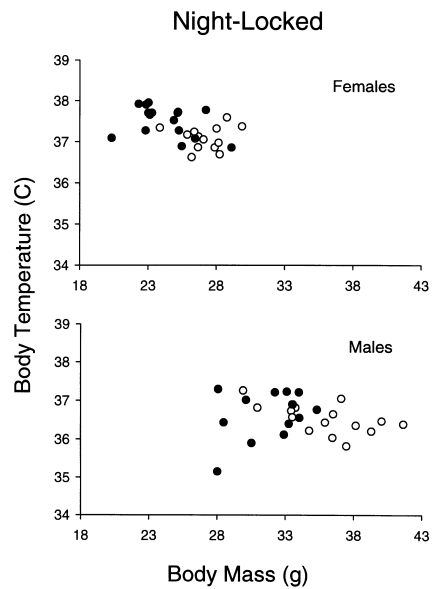 Night-Locked
39
38
37
36
35
34
18 23 28 33 38 43
Females
39
38
37
36
35
34
18 23 28 33 38 43
Males
Body Temperature (C)
Body Mass (g)